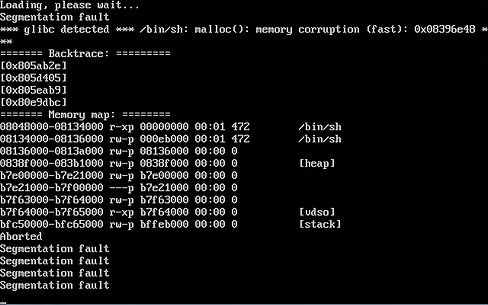 Loading, please wait...
Segmentation fault
*** glibc detected *** /bin/sh: malloc(): memory corruption (fast): 0x08396e48 *
**
======= Backtrace: =========
[0x805ab2e]
[0x805d405]
[0x805eab9]
[0x80e9dbc]
======= Memory map: ========
08048000-08134000 r-xp 00000000 00:01 472 /bin/sh
08134000-08136000 rw-p 000eb000 00:01 472 /bin/sh
08136000-0813a000 rw-p 08136000 00:00 0
0838f000-083b1000 rw-p 0838f000 00:00 0 [heap]
b7e00000-b7e21000 rw-p b7e00000 00:00 0
b7e21000-b7f00000 ---p b7e21000 00:00 0
b7f63000-b7f64000 rw-p b7f63000 00:00 0
b7f64000-b7f65000 r-xp b7f64000 00:00 0 [vdso]
bfc50000-bfc65000 rw-p bffeb000 00:00 0 [stack]
Aborted
Segmentation fault
Segmentation fault
Segmentation fault
Segmentation fault